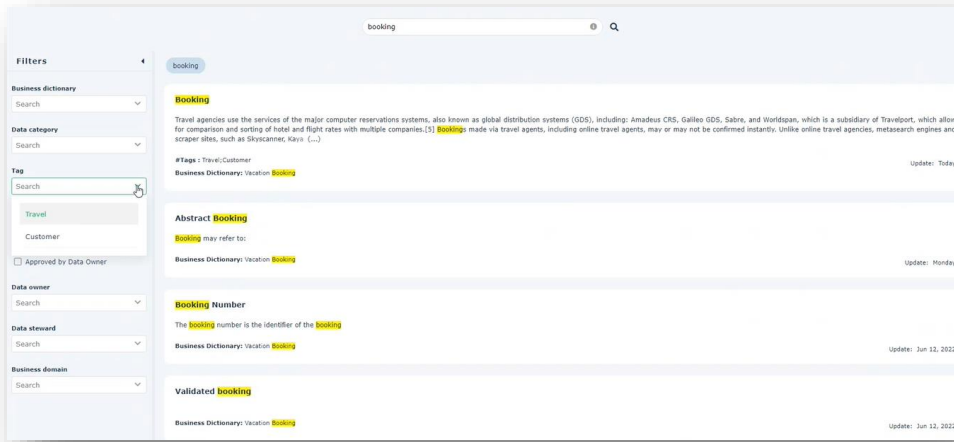 booking
Filters
Business dictionary
Search
Data category
Search
Tag
Search
Travel
Customer
Approved by Data Owner
Data owner
Search
Data steward
Search
Business domain
Search
booking
Booking
Travel agencies use the services of the major computer reservations systems, also known as global distribution systems (GDS), including: Amadeus CRS, Galileo GDS, Sabre, and Worldspan, which is a subsidiary of Travelport, which allow
for comparison and sorting of hotel and flight rates with multiple companies.[5] Bookings made via travel agents, including online travel agents, may or may not be confirmed instantly. Unlike online travel agencies, metasearch engines and
scraper sites, such as Skyscanner, Kaya (...)
#Tags : Travel;Customer
Update: Today
Business Dictionary: Vacation Booking
Abstract Booking
Booking may refer to:
Business Dictionary: Vacation Booking
Update: Monday
Booking Number
The booking number is the identifier of the booking
Business Dictionary: Vacation Booking
Update: Jun 12, 2022
Validated booking
Business Dictionary: Vacation Booking
Update: Jun 12, 2022